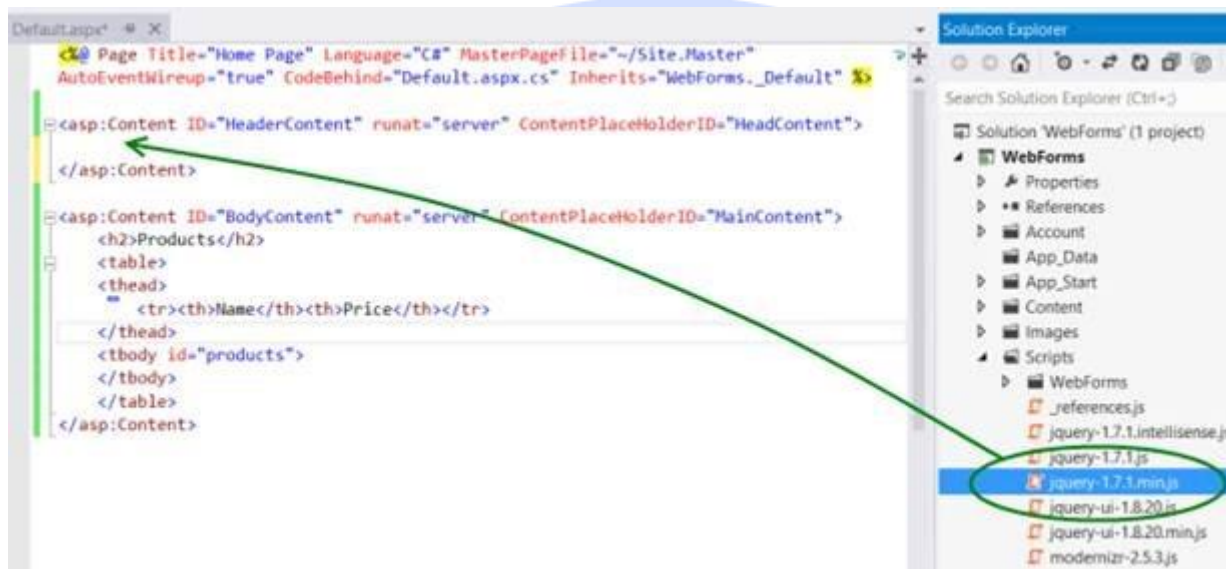 Default.aspx*
<%@ Page Title="Home Page" Language="C#" MasterPageFile="~/Site.Master"
AutoEventWireup="true" CodeBehind="Default.aspx.cs" Inherits="WebForms._Default" %>
<asp:Content ID="HeaderContent" runat="server" ContentPlaceHolderID="HeadContent">
</asp:Content>
<asp:Content ID="BodyContent" runat="server" ContentPlaceHolderID="MainContent">
<h2>Products</h2>
<table>
<thead>
<tr><th>Name</th><th>Price</th></tr>
</thead>
<tbody id="products">
</tbody>
</table>
</asp:Content>
Solution Explorer
Search Solution Explorer (Ctrl+;)
Solution 'WebForms' (1 project)
WebForms
Properties
References
Account
App_Data
App_Start
Content
Images
Scripts
WebForms
_references.js
jquery-1.7.1.intellisense.js
jquery-1.7.1.js
jquery-1.7.1.min.js
jquery-ui-1.8.20.js
jquery-ui-1.8.20.min.js
modernizr-2.5.3.js